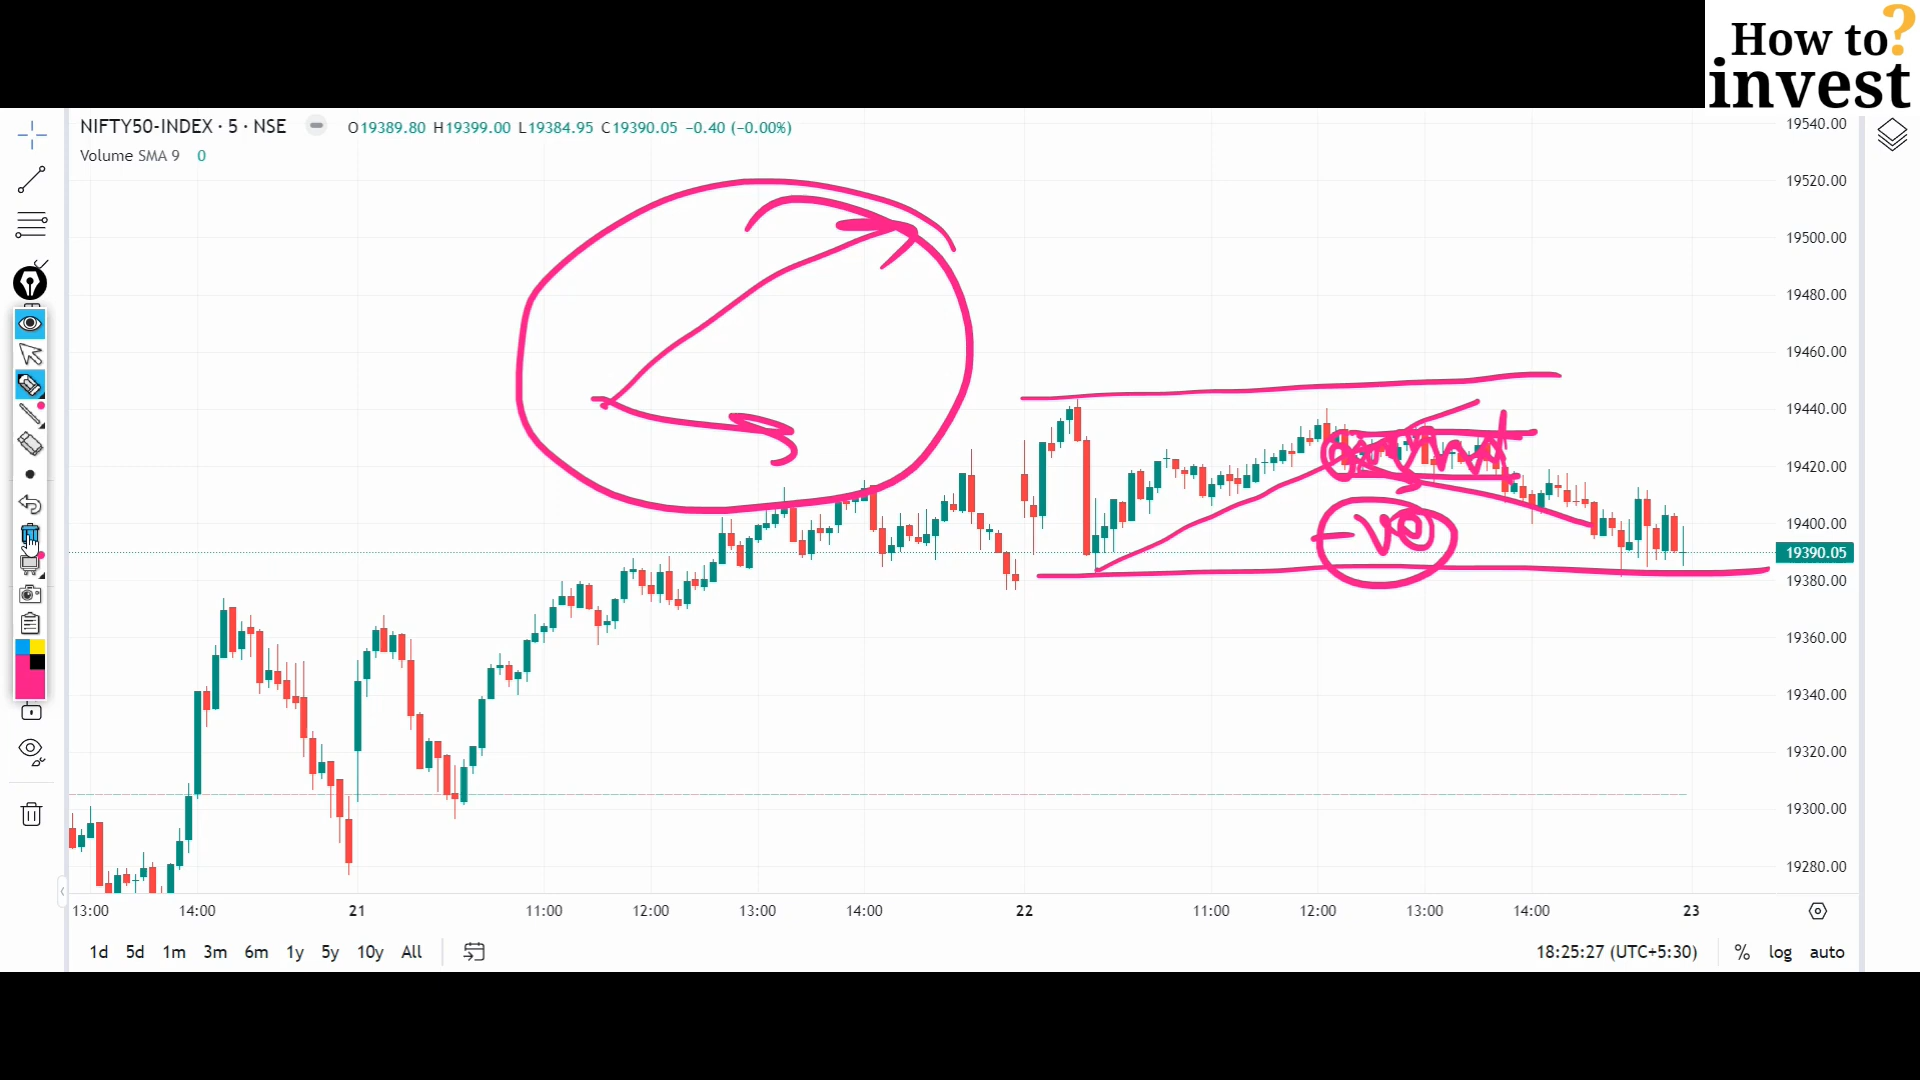 How to?
invest
NIFTY50-INDEX · 5 · NSE O19389.80 H19399.00 L19384.95 C19390.05 −0.40 (−0.00%)
Volume SMA 9 0
19540.00
19520.00
19500.00
19480.00
19460.00
19440.00
19420.00
19400.00
19390.05
19380.00
19360.00
19340.00
19320.00
19300.00
19280.00
-ve
13:00 14:00 21 11:00 12:00 13:00 14:00 22 11:00 12:00 13:00 14:00 23
1d 5d 1m 3m 6m 1y 5y 10y All 18:25:27 (UTC+5:30) % log auto